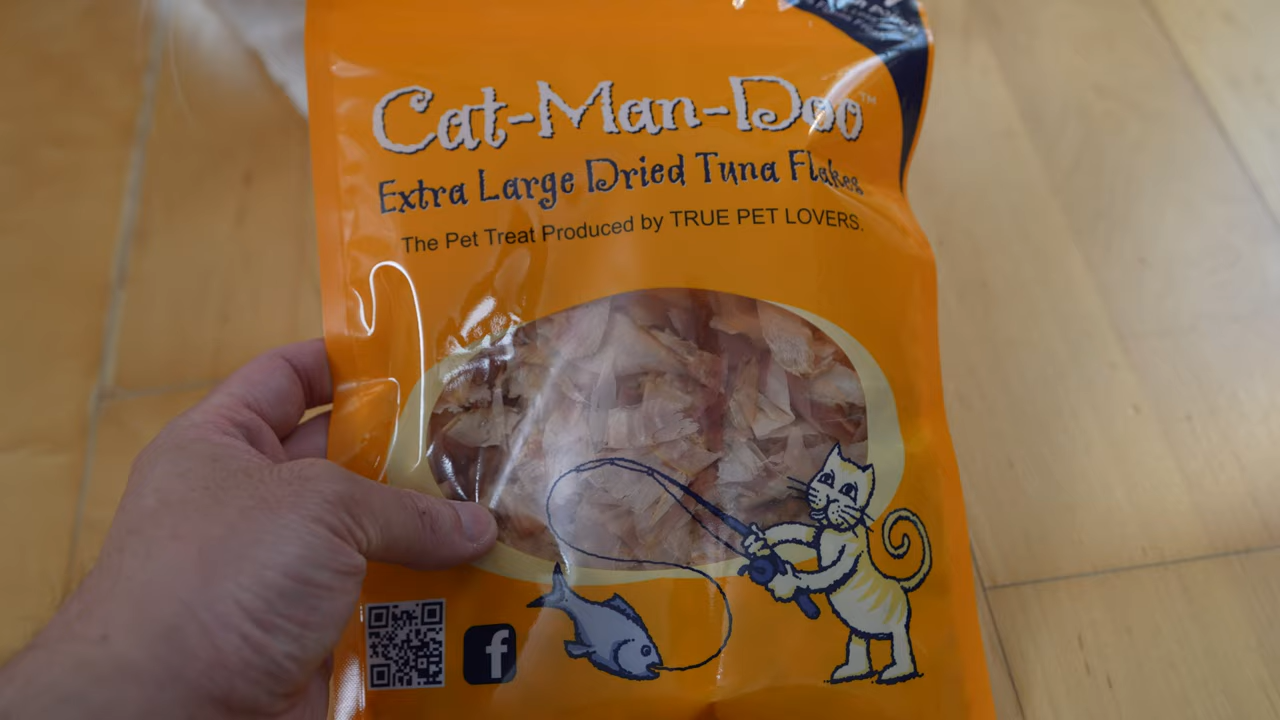 Cat-Man-Doo™
Extra Large Dried Tuna Flakes
The Pet Treat Produced by TRUE PET LOVERS.
f